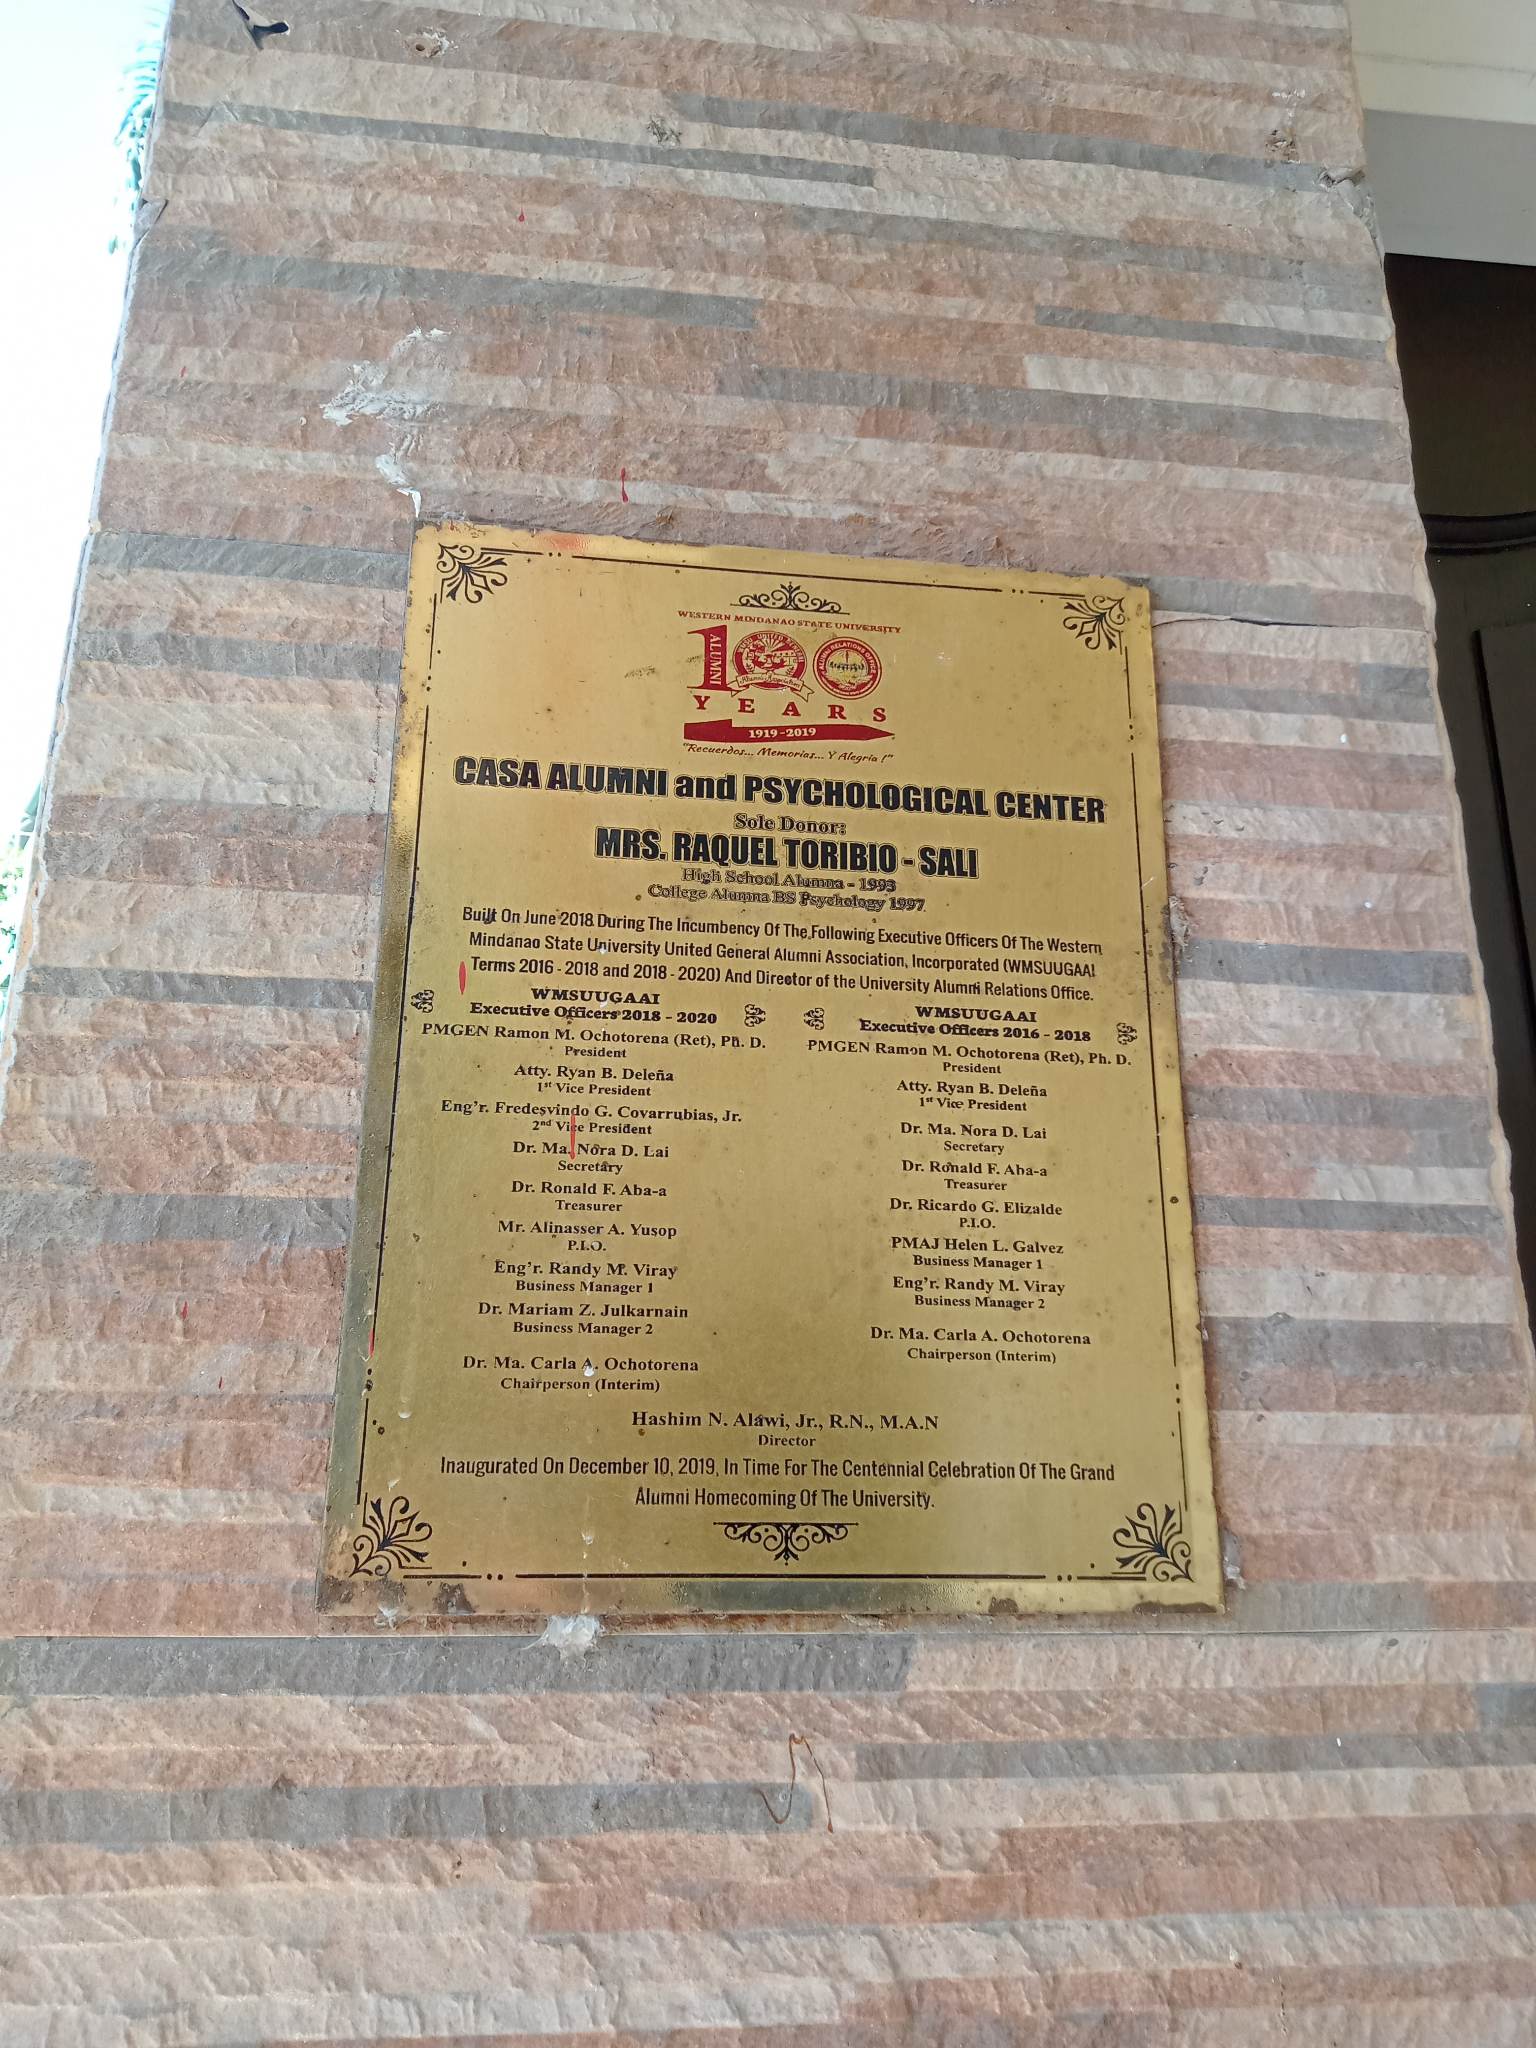 WESTERN MINDANAO STATE UNIVERSITY
ALUMNI
Alumni Association
ALUMNI RELATIONS OFFICE
YEARS
1919-2019
"Recuerdos... Memorias... Y Alegria !"
CASA ALUMNI and PSYCHOLOGICAL CENTER
Sole Donor:
MRS. RAQUEL TORIBIO - SALI
High School Alumna - 1993
College Alumna BS Psychology 1997
Built On June 2018 During The Incumbency Of The Following Executive Officers Of The Western
Mindanao State University United General Alumni Association, Incorporated (WMSUUGAAI
Terms 2016 - 2018 and 2018 - 2020) And Director of the University Alumni Relations Office.
WMSUUGAAI
Executive Officers 2018 - 2020
PMGEN Ramon M. Ochotorena (Ret), Ph. D.
President
Atty. Ryan B. Deleña
1st Vice President
Eng'r. Fredesvindo G. Covarrubias, Jr.
2nd Vice President
Dr. Ma. Nora D. Lai
Secretary
Dr. Ronald F. Aba-a
Treasurer
Mr. Alinasser A. Yusop
P.I.O.
Eng'r. Randy M. Viray
Business Manager 1
Dr. Mariam Z. Julkarnain
Business Manager 2
Dr. Ma. Carla A. Ochotorena
Chairperson (Interim)
WMSUUGAAI
Executive Officers 2016 - 2018
PMGEN Ramon M. Ochotorena (Ret), Ph. D.
President
Atty. Ryan B. Deleña
1st Vice President
Dr. Ma. Nora D. Lai
Secretary
Dr. Ronald F. Aba-a
Treasurer
Dr. Ricardo G. Elizalde
P.I.O.
PMAJ Helen L. Galvez
Business Manager 1
Eng'r. Randy M. Viray
Business Manager 2
Dr. Ma. Carla A. Ochotorena
Chairperson (Interim)
Hashim N. Alawi, Jr., R.N., M.A.N
Director
Inaugurated On December 10, 2019, In Time For The Centennial Celebration Of The Grand
Alumni Homecoming Of The University.